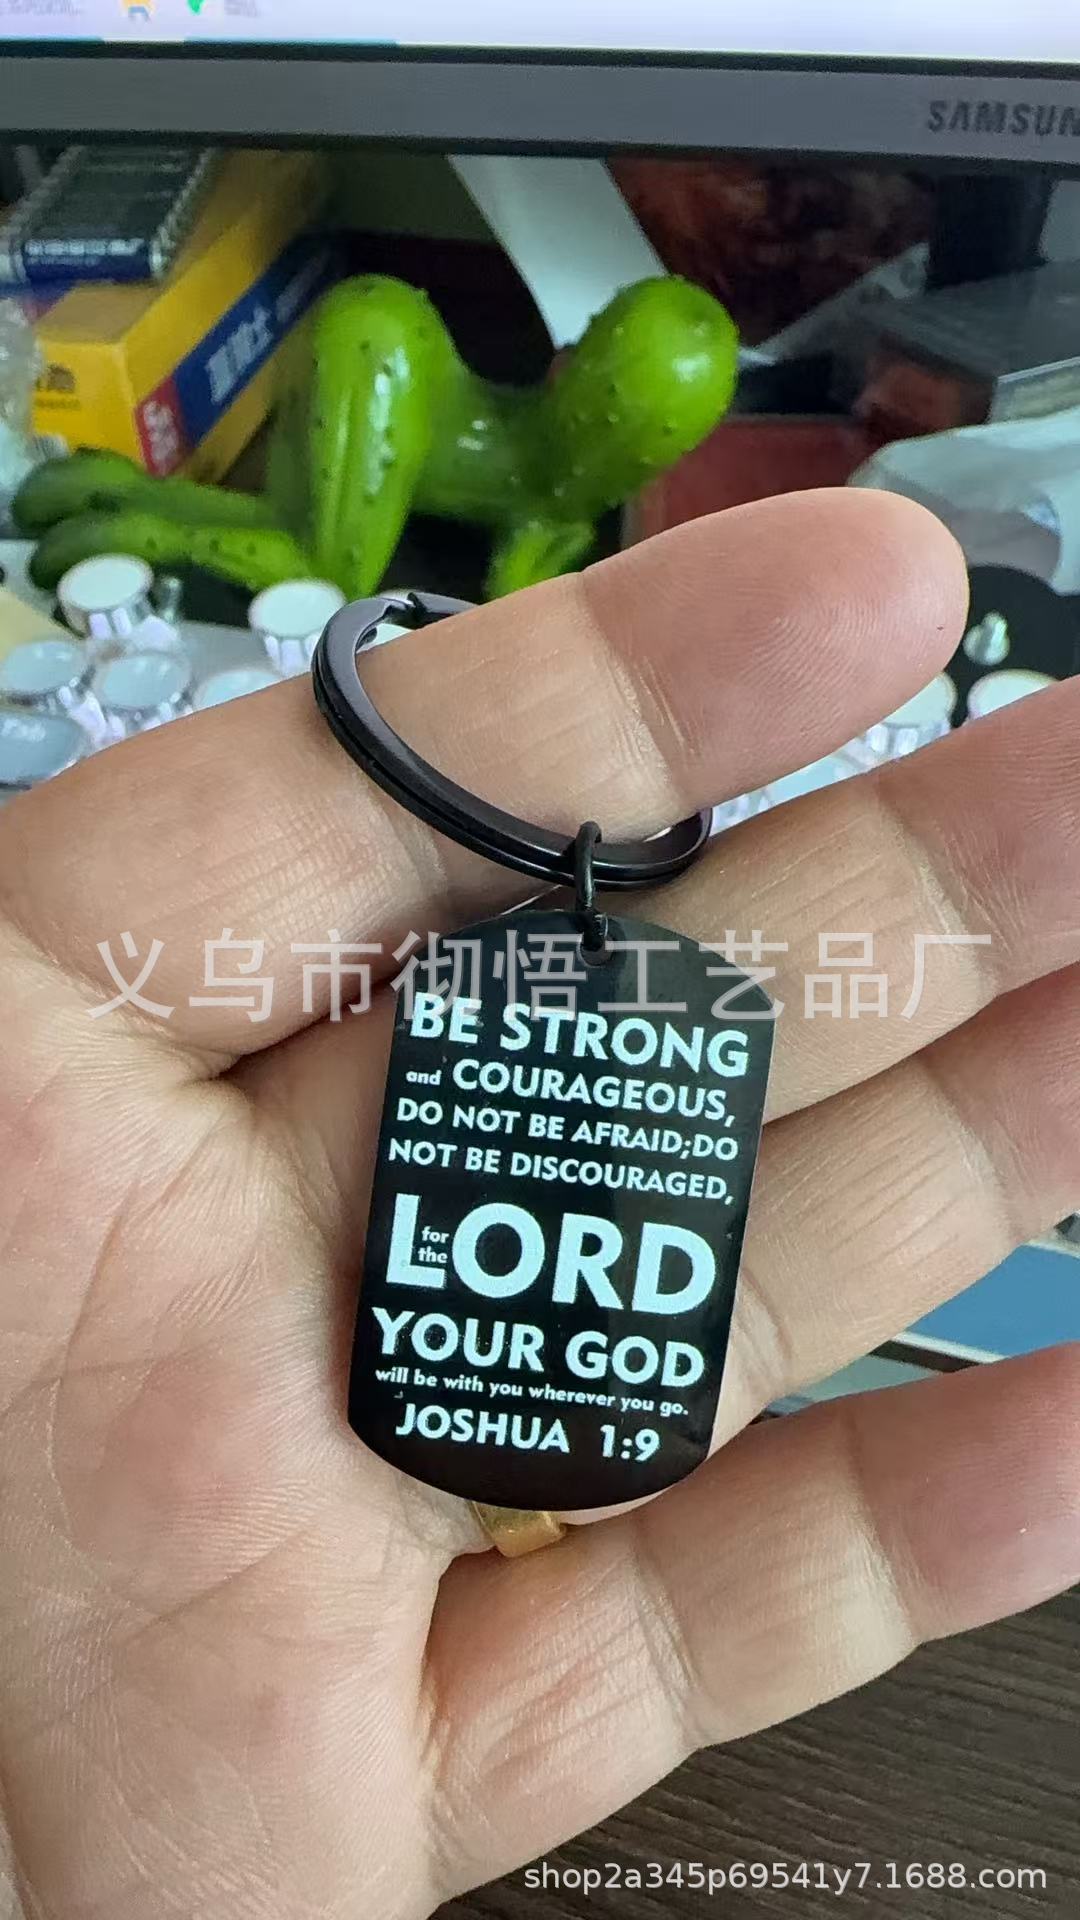 SAMSUN
义乌市彻悟工艺品厂
BE STRONG
and COURAGEOUS,
DO NOT BE AFRAID;DO
NOT BE DISCOURAGED,
for the LORD
YOUR GOD
will be with you wherever you go.
JOSHUA 1:9
shop2a345p69541y7.1688.com